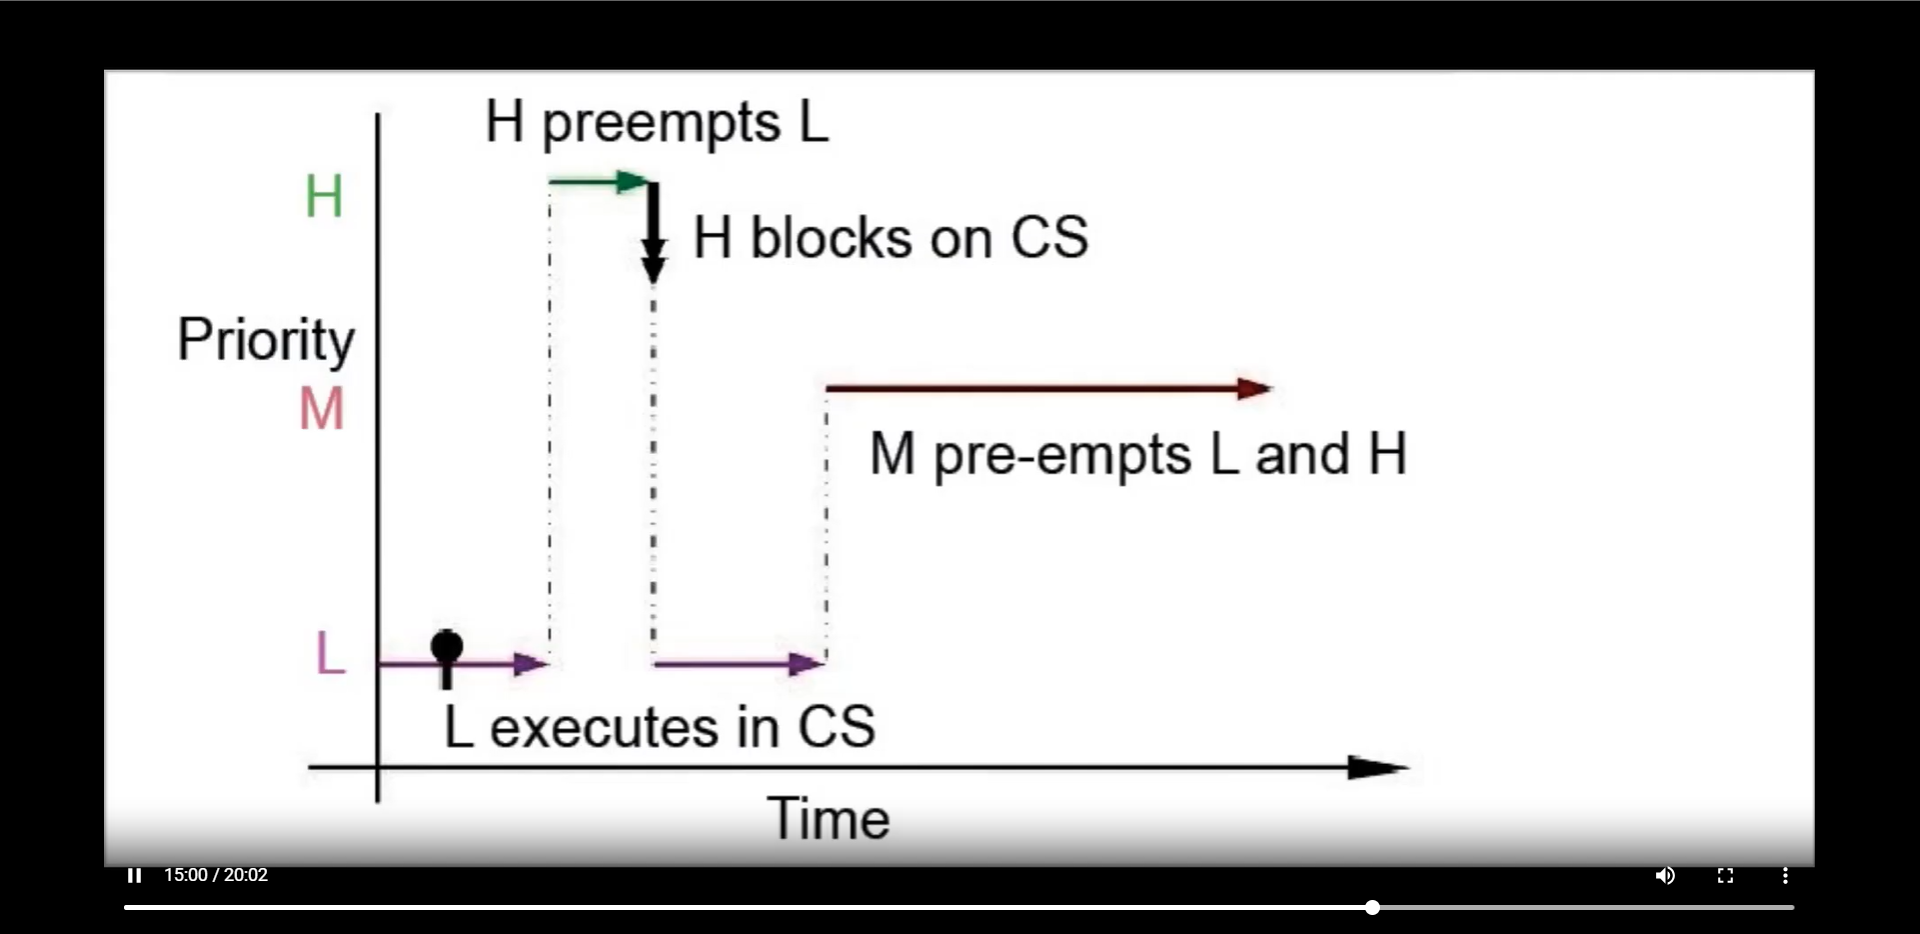 H preempts L
H
H blocks on CS
Priority
M
M pre-empts L and H
L
L executes in CS
Time
15:00 / 20:02